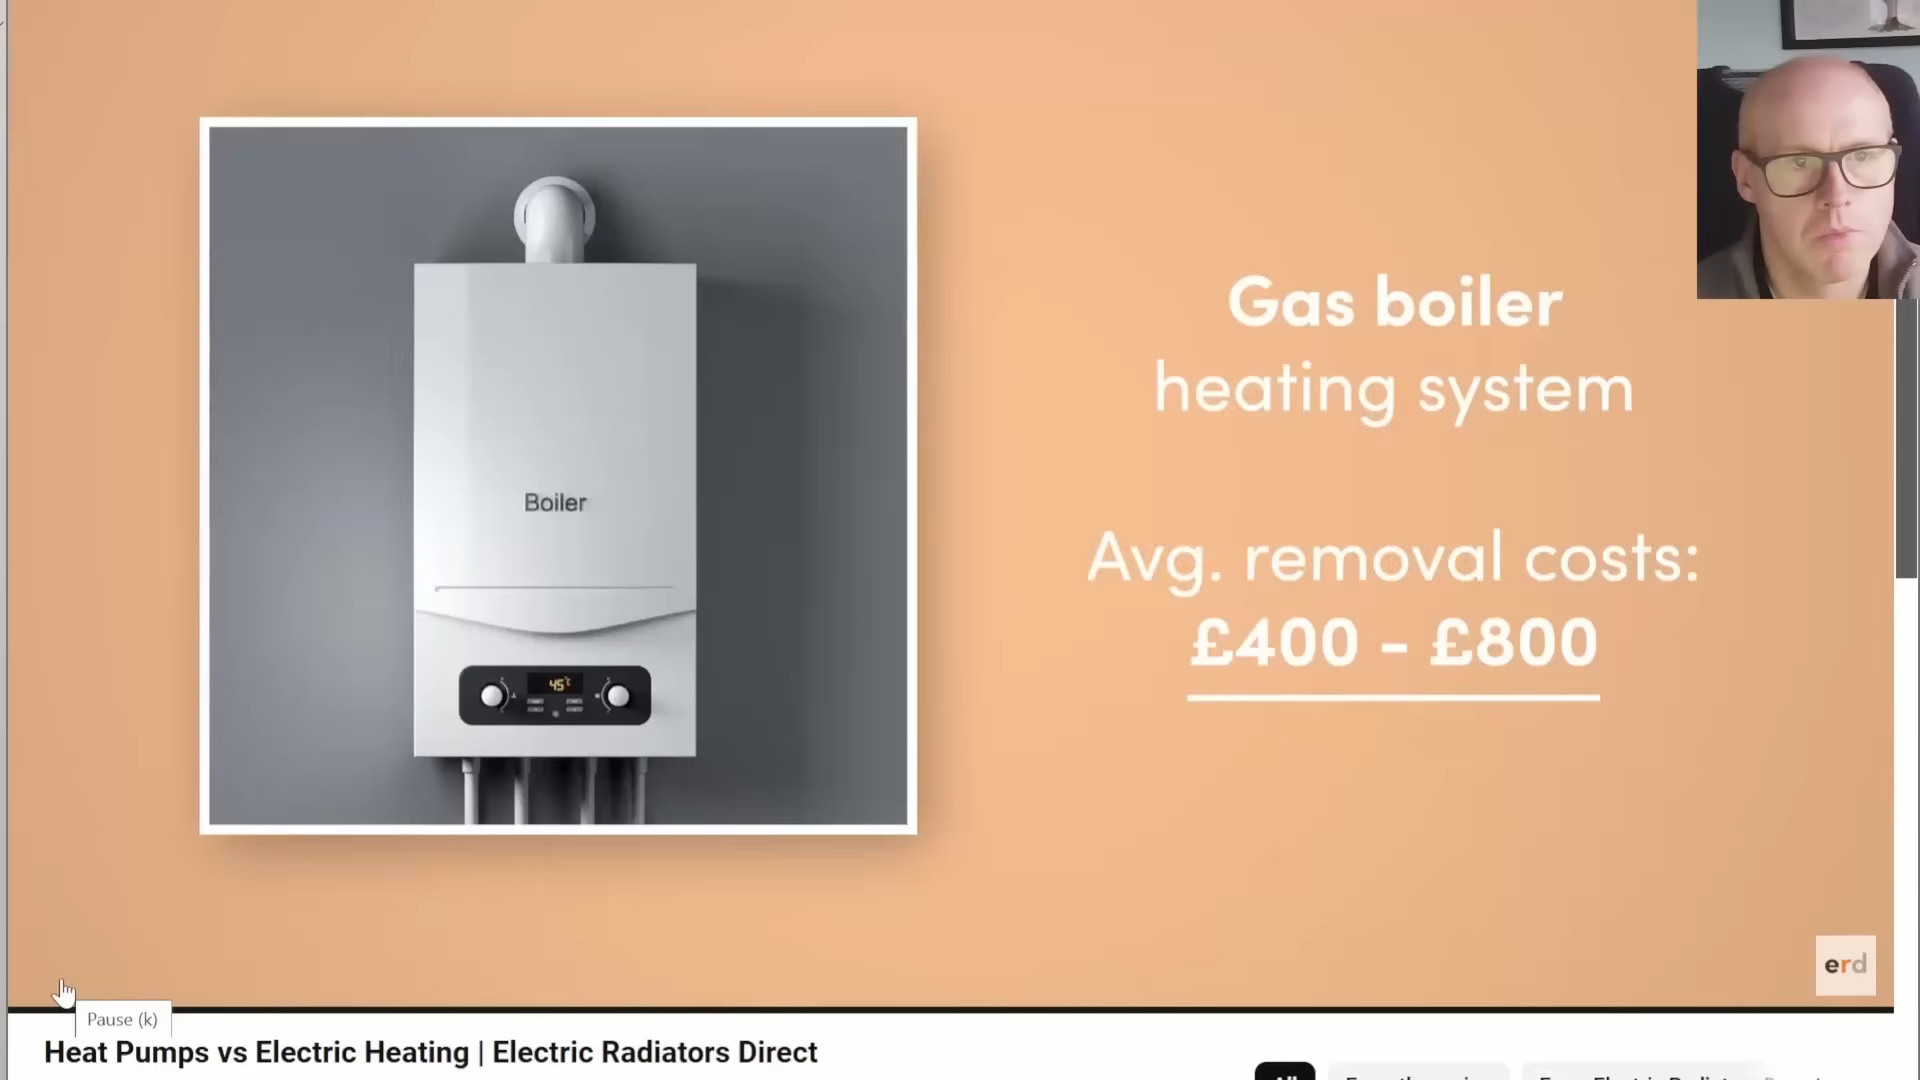 Gas boiler
heating system
Avg. removal costs:
£400 - £800
Boiler
45°c
erd
Pause (k)
Heat Pumps vs Electric Heating | Electric Radiators Direct
All